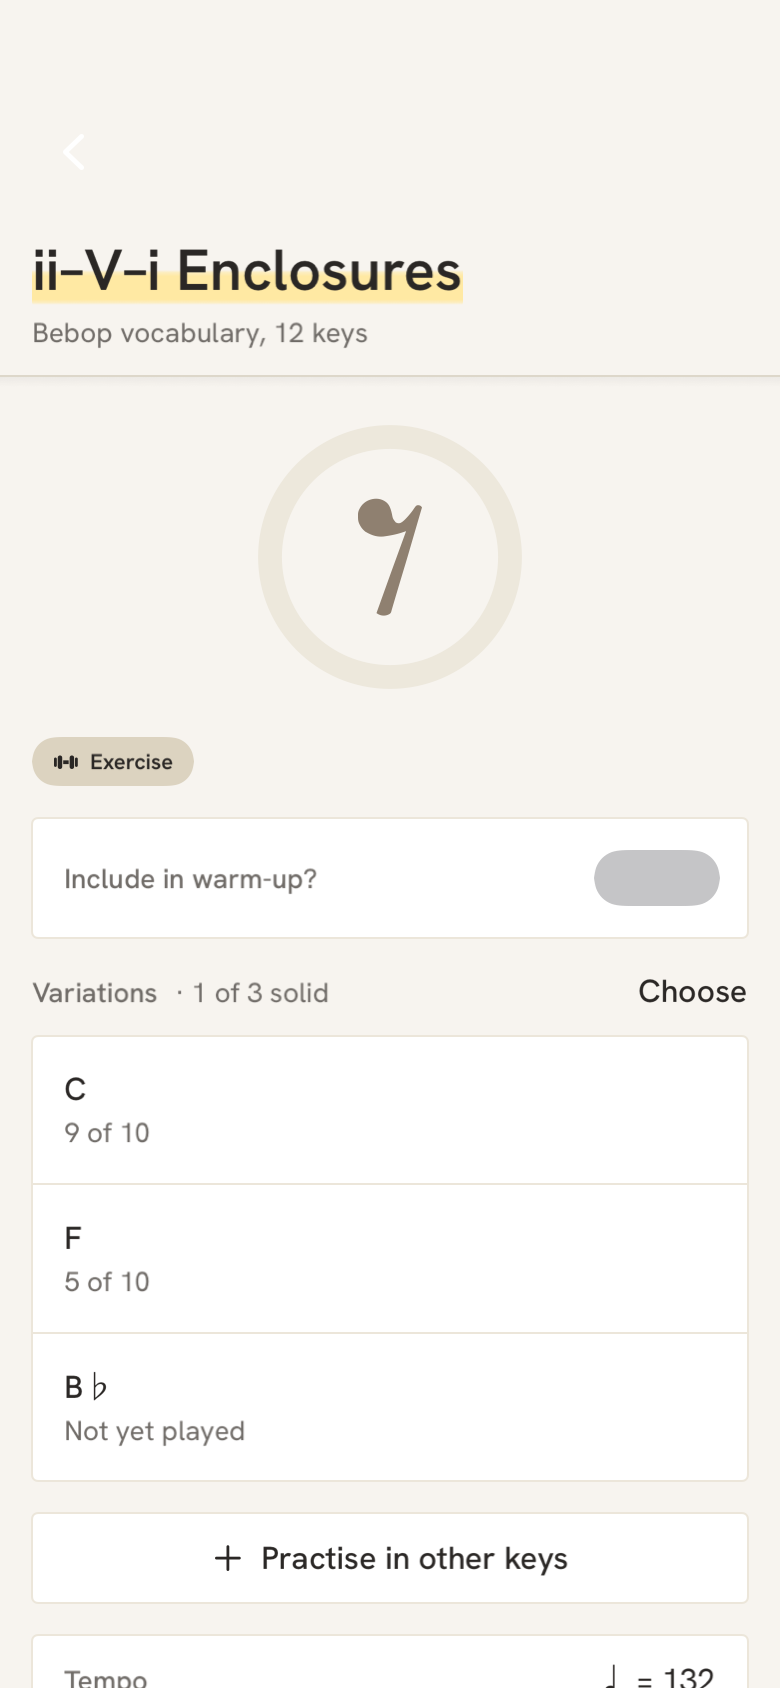 ii–V–i Enclosures
Bebop vocabulary, 12 keys
Exercise
Include in warm-up?
Variations · 1 of 3 solid
Choose
C
9 of 10
F
5 of 10
B♭
Not yet played
+ Practise in other keys
Tempo
♩ = 132